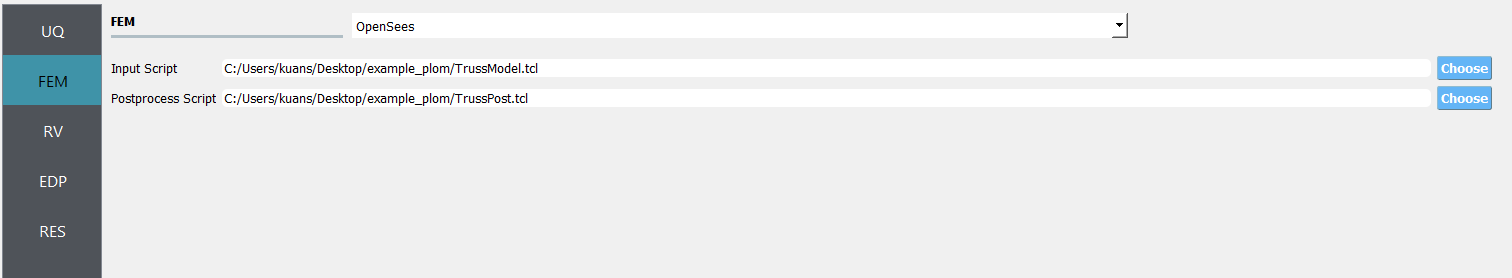 UQ
FEM
RV
EDP
RES
FEM OpenSees
Input Script C:/Users/kuans/Desktop/example_plom/TrussModel.tcl Choose
Postprocess Script C:/Users/kuans/Desktop/example_plom/TrussPost.tcl Choose